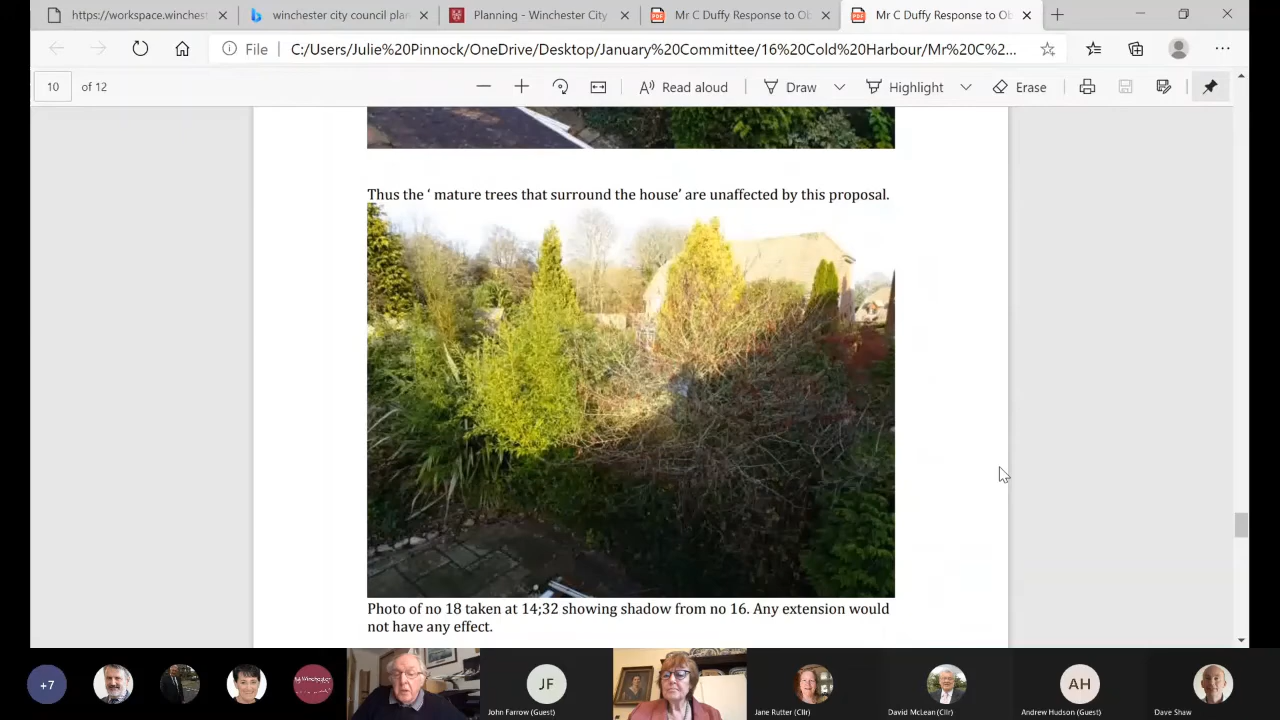 https://workspace.winchest
winchester city council plan
Planning - Winchester City
Mr C Duffy Response to Ob
Mr C Duffy Response to Ob
File
C:/Users/Julie%20Pinnock/OneDrive/Desktop/January%20Committee/16%20Cold%20Harbour/Mr%20C%2...
10 of 12
Read aloud
Draw
Highlight
Erase
Thus the ‘ mature trees that surround the house’ are unaffected by this proposal.
Photo of no 18 taken at 14;32 showing shadow from no 16. Any extension would
not have any effect.
+7
JF
John Farrow (Guest)
Jane Rutter (Cllr)
David McLean(Cllr)
AH
Andrew Hudson (Guest)
Dave Shaw